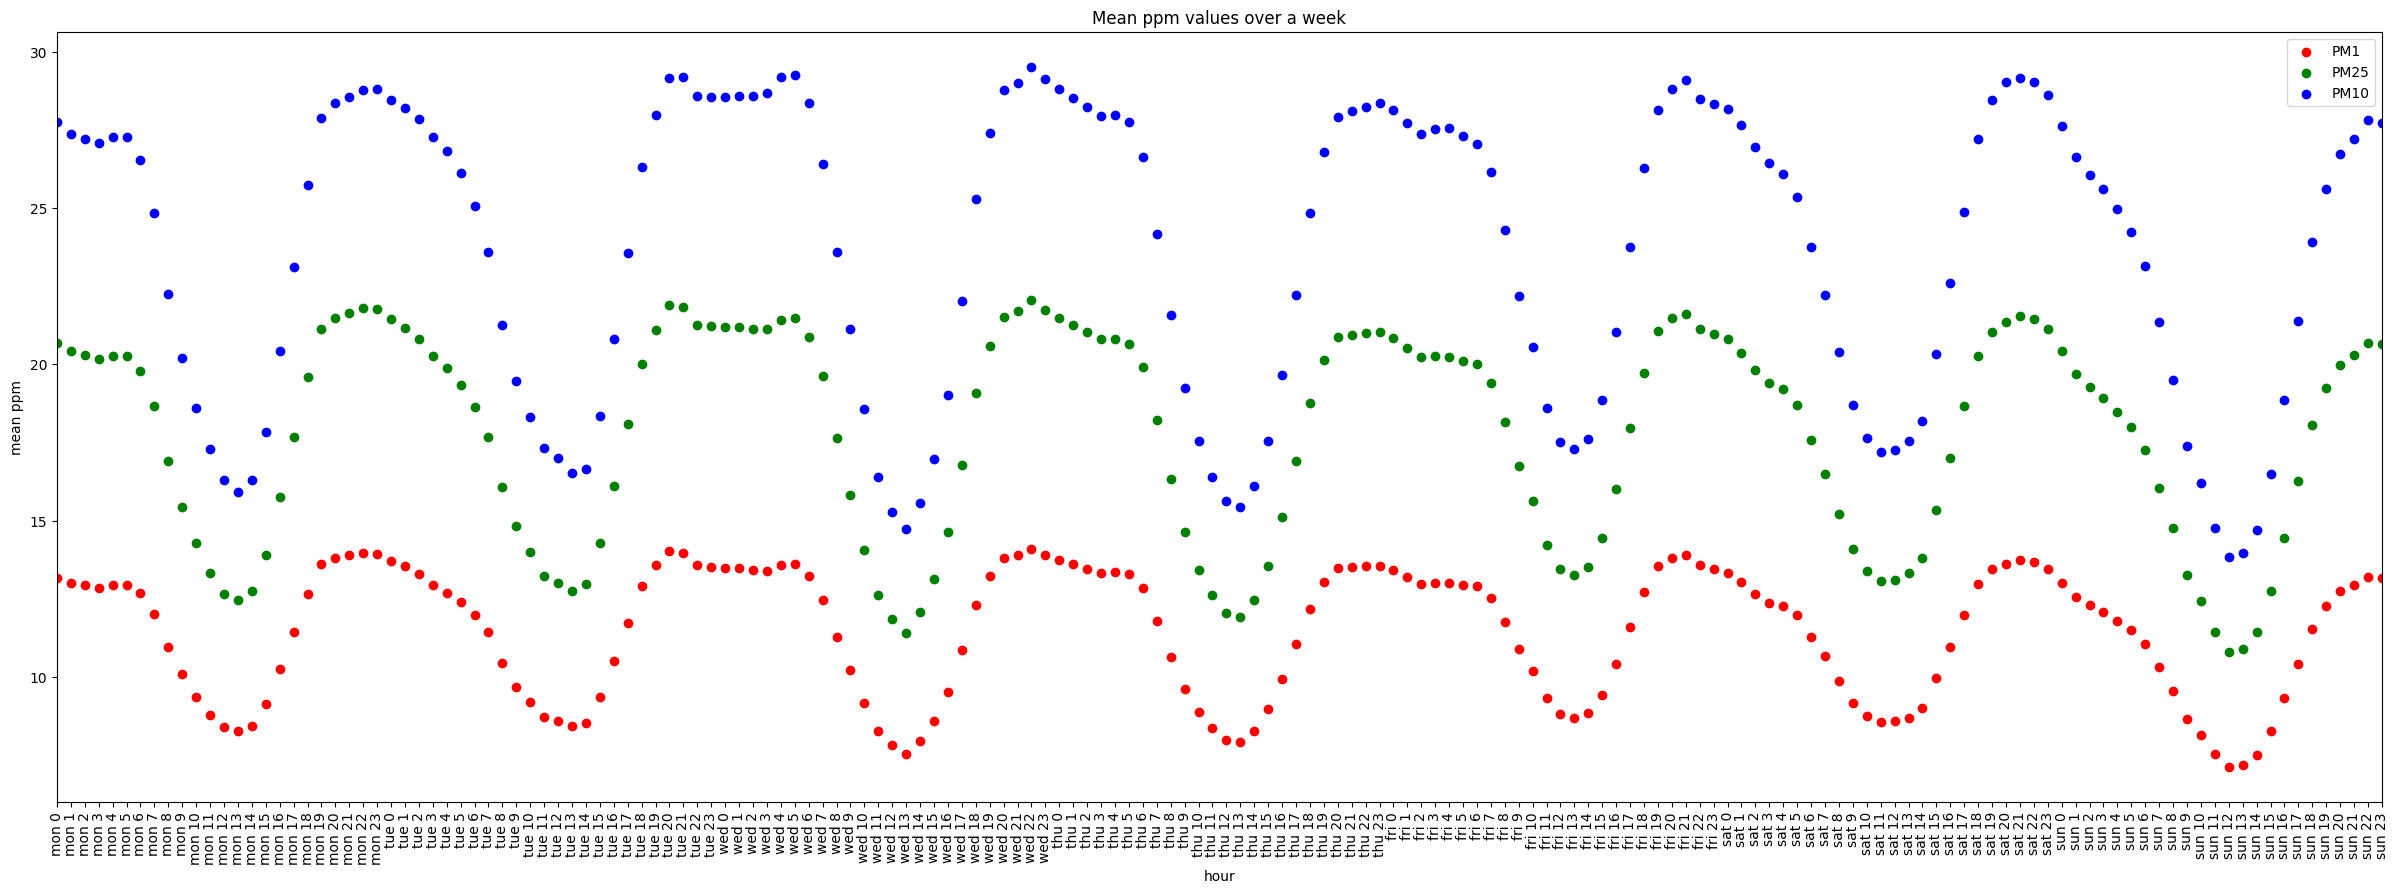 Mean ppm values over a week
PM1
PM25
PM10
mean ppm
30
25
20
15
10
mon 0
mon 1
mon 2
mon 3
mon 4
mon 5
mon 6
mon 7
mon 8
mon 9
mon 10
mon 11
mon 12
mon 13
mon 14
mon 15
mon 16
mon 17
mon 18
mon 19
mon 20
mon 21
mon 22
mon 23
tue 0
tue 1
tue 2
tue 3
tue 4
tue 5
tue 6
tue 7
tue 8
tue 9
tue 10
tue 11
tue 12
tue 13
tue 14
tue 15
tue 16
tue 17
tue 18
tue 19
tue 20
tue 21
tue 22
tue 23
wed 0
wed 1
wed 2
wed 3
wed 4
wed 5
wed 6
wed 7
wed 8
wed 9
wed 10
wed 11
wed 12
wed 13
wed 14
wed 15
wed 16
wed 17
wed 18
wed 19
wed 20
wed 21
wed 22
wed 23
thu 0
thu 1
thu 2
thu 3
thu 4
thu 5
thu 6
thu 7
thu 8
thu 9
thu 10
thu 11
thu 12
thu 13
thu 14
thu 15
thu 16
thu 17
thu 18
thu 19
thu 20
thu 21
thu 22
thu 23
fri 0
fri 1
fri 2
fri 3
fri 4
fri 5
fri 6
fri 7
fri 8
fri 9
fri 10
fri 11
fri 12
fri 13
fri 14
fri 15
fri 16
fri 17
fri 18
fri 19
fri 20
fri 21
fri 22
fri 23
sat 0
sat 1
sat 2
sat 3
sat 4
sat 5
sat 6
sat 7
sat 8
sat 9
sat 10
sat 11
sat 12
sat 13
sat 14
sat 15
sat 16
sat 17
sat 18
sat 19
sat 20
sat 21
sat 22
sat 23
sun 0
sun 1
sun 2
sun 3
sun 4
sun 5
sun 6
sun 7
sun 8
sun 9
sun 10
sun 11
sun 12
sun 13
sun 14
sun 15
sun 16
sun 17
sun 18
sun 19
sun 20
sun 21
sun 22
sun 23
hour